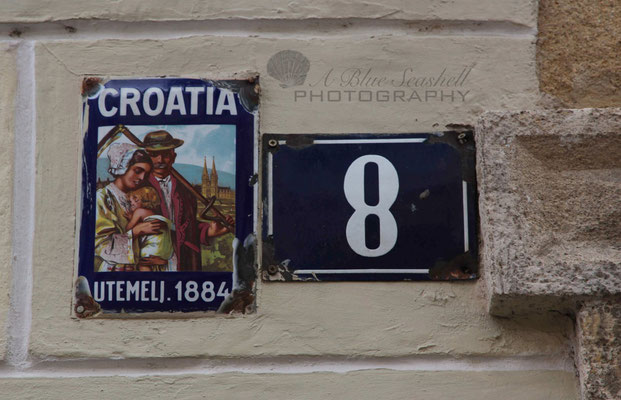 CROATIA
UTEMELJ. 1884
8
A Blue Seashell
PHOTOGRAPHY